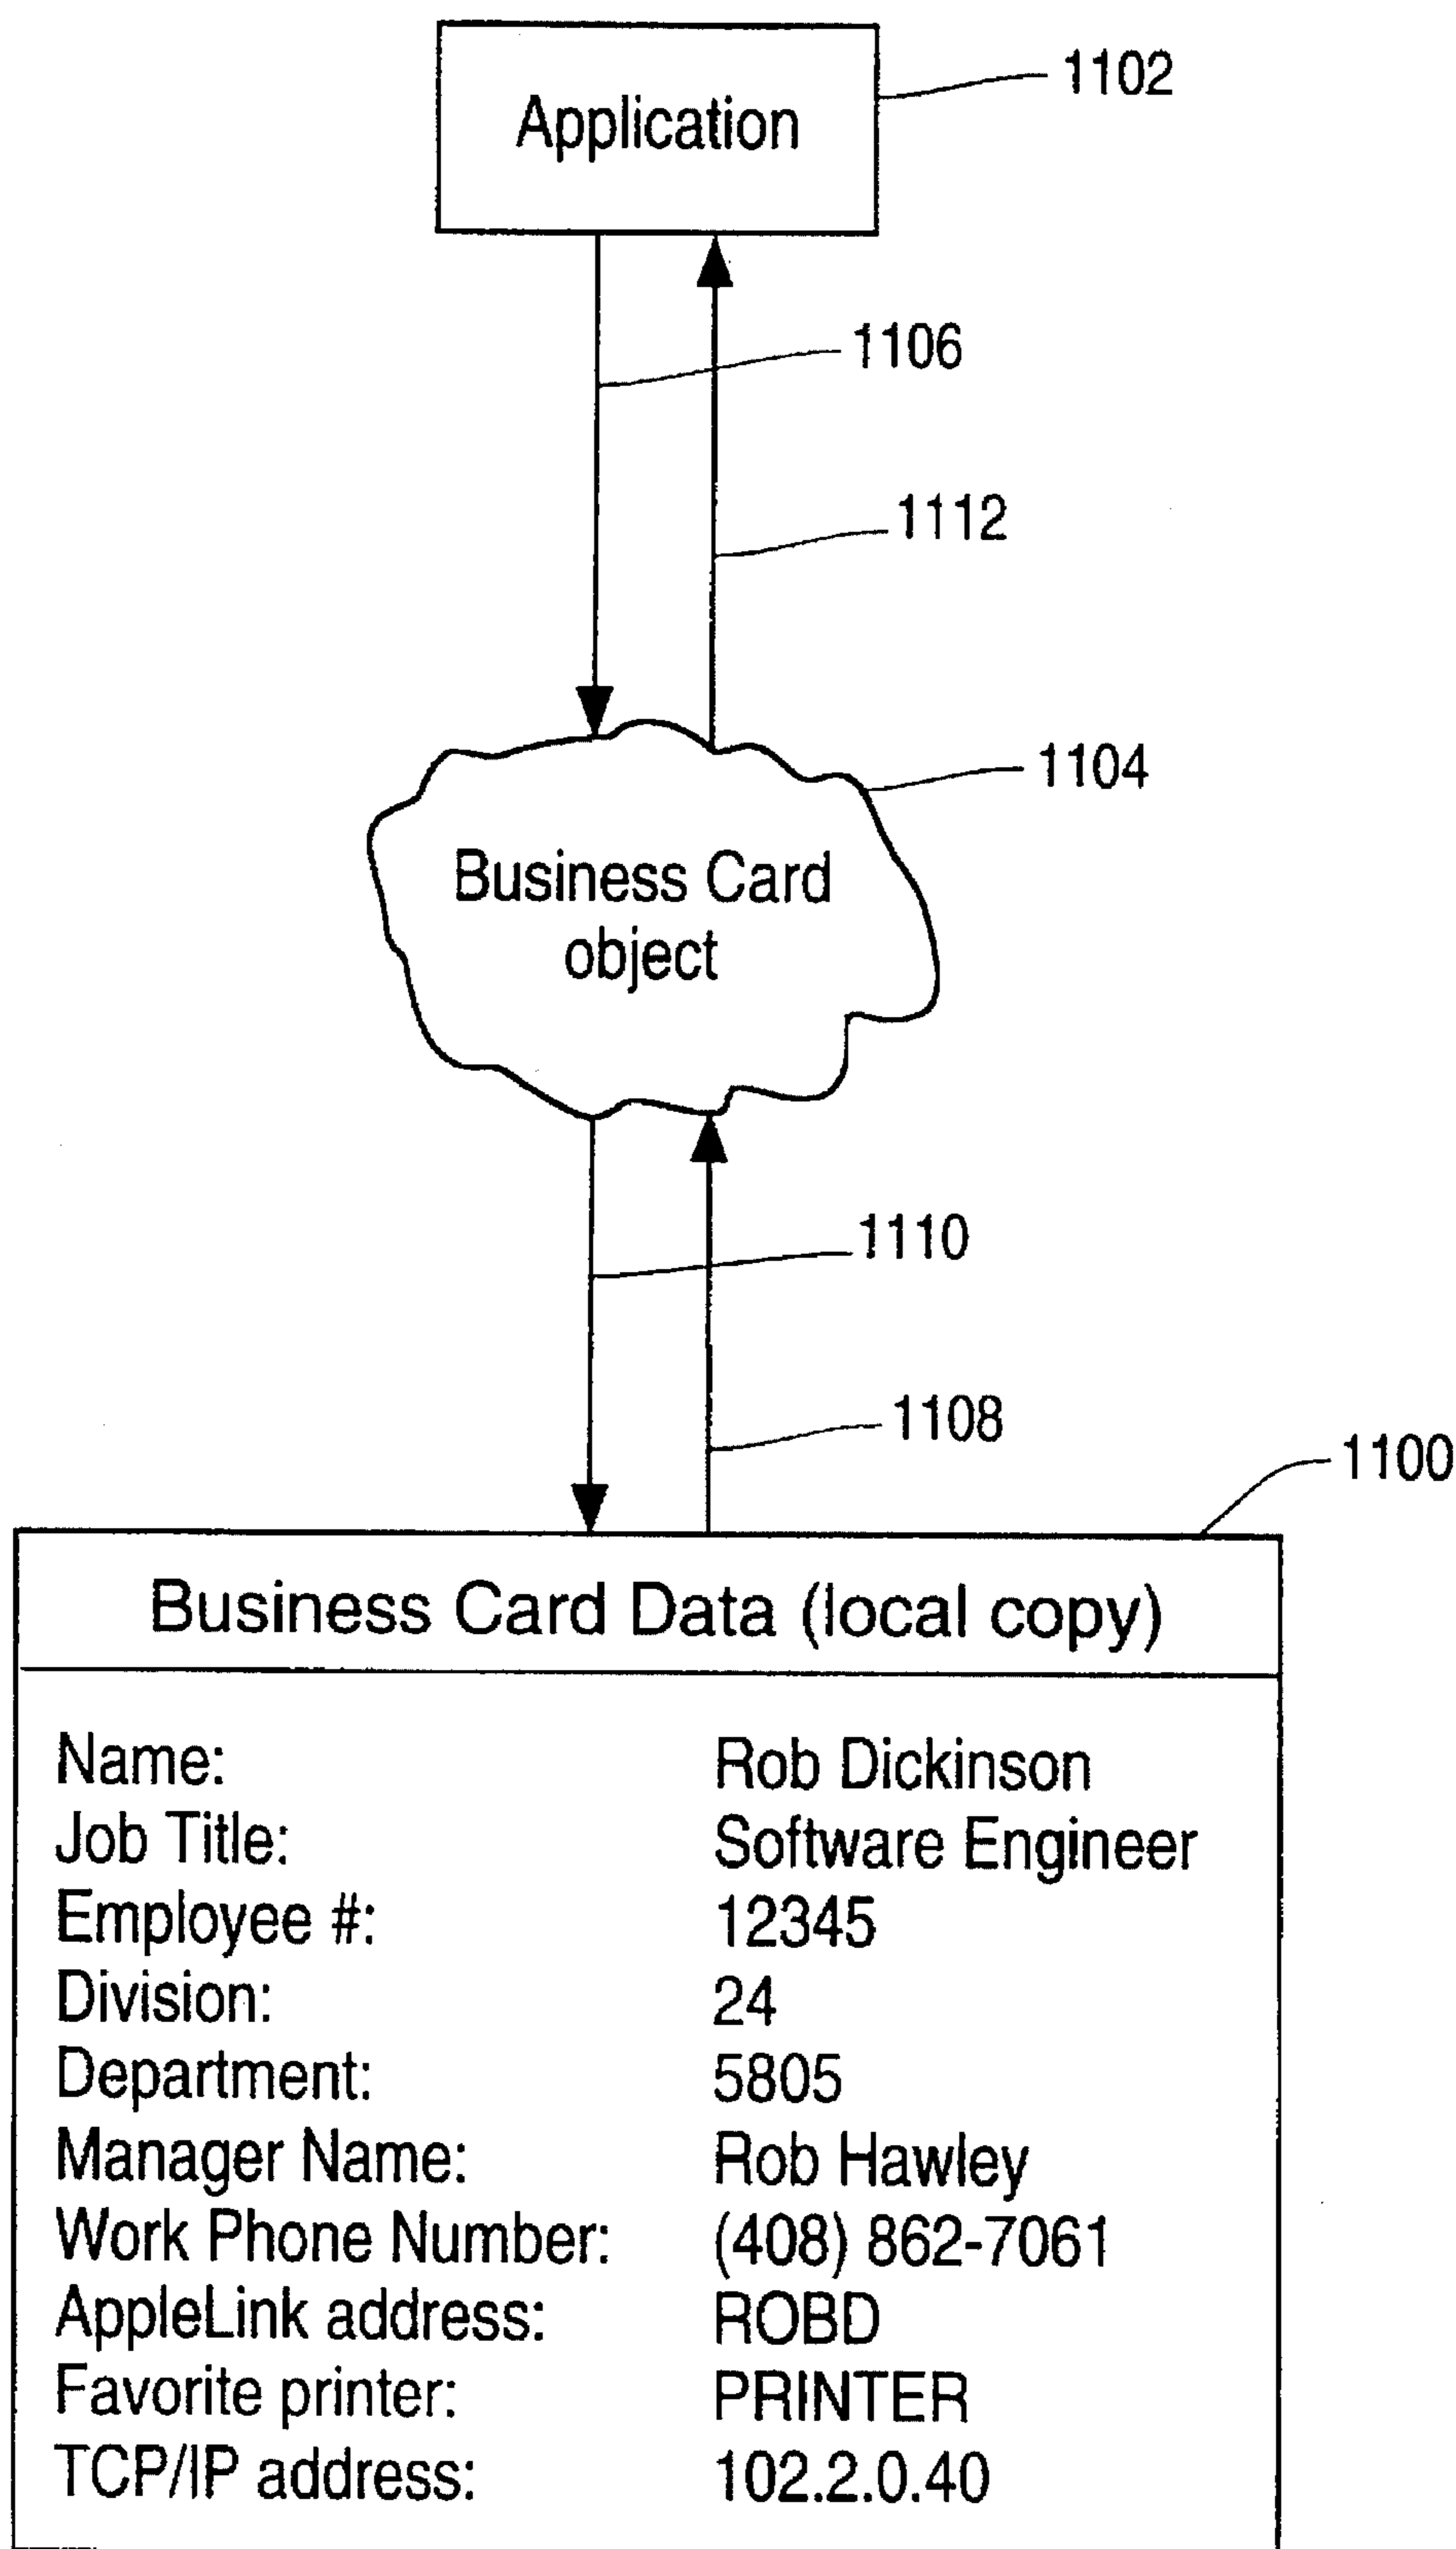 1102
Application
1106
1112
1104
Business Card
object
1110
1108
1100
Business Card Data (local copy)
Name: Rob Dickinson
Job Title: Software Engineer
Employee #: 12345
Division: 24
Department: 5805
Manager Name: Rob Hawley
Work Phone Number: (408) 862-7061
AppleLink address: ROBD
Favorite printer: PRINTER
TCP/IP address: 102.2.0.40